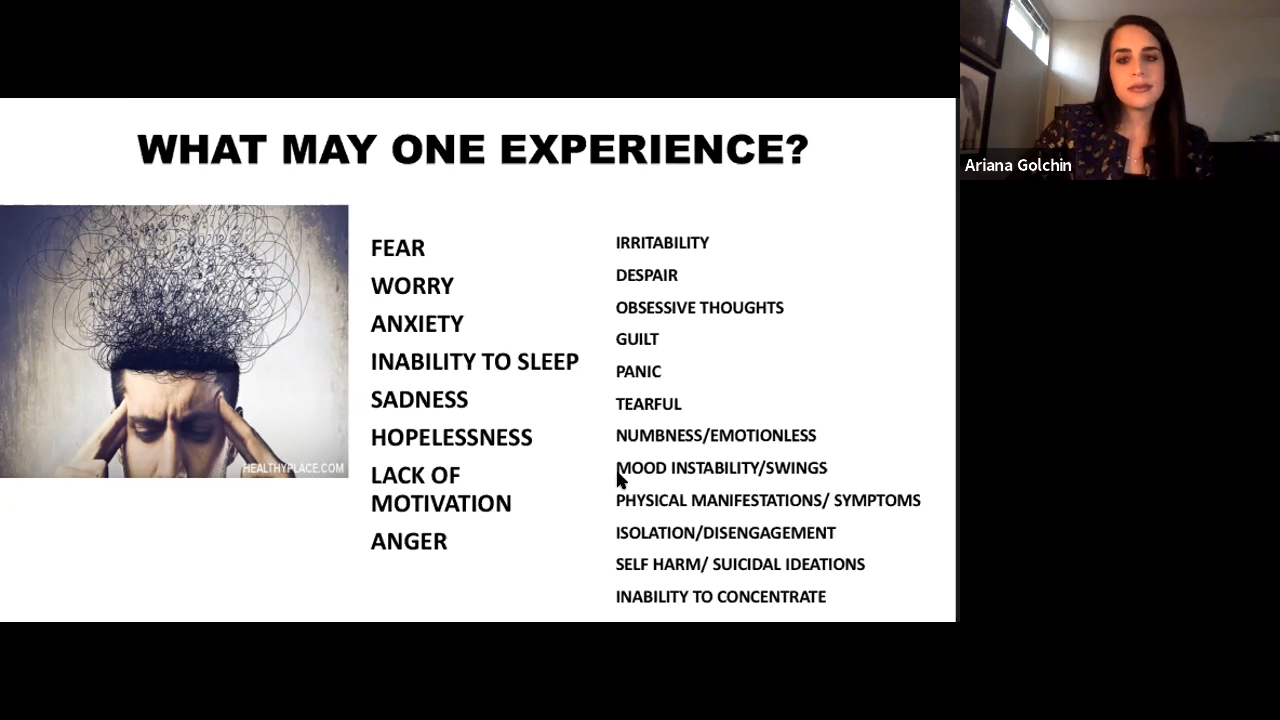 WHAT MAY ONE EXPERIENCE?
FEAR
WORRY
ANXIETY
INABILITY TO SLEEP
SADNESS
HOPELESSNESS
LACK OF
MOTIVATION
ANGER
IRRITABILITY
DESPAIR
OBSESSIVE THOUGHTS
GUILT
PANIC
TEARFUL
NUMBNESS/EMOTIONLESS
MOOD INSTABILITY/SWINGS
PHYSICAL MANIFESTATIONS/ SYMPTOMS
ISOLATION/DISENGAGEMENT
SELF HARM/ SUICIDAL IDEATIONS
INABILITY TO CONCENTRATE
HEALTHYPLACE.COM
Ariana Golchin